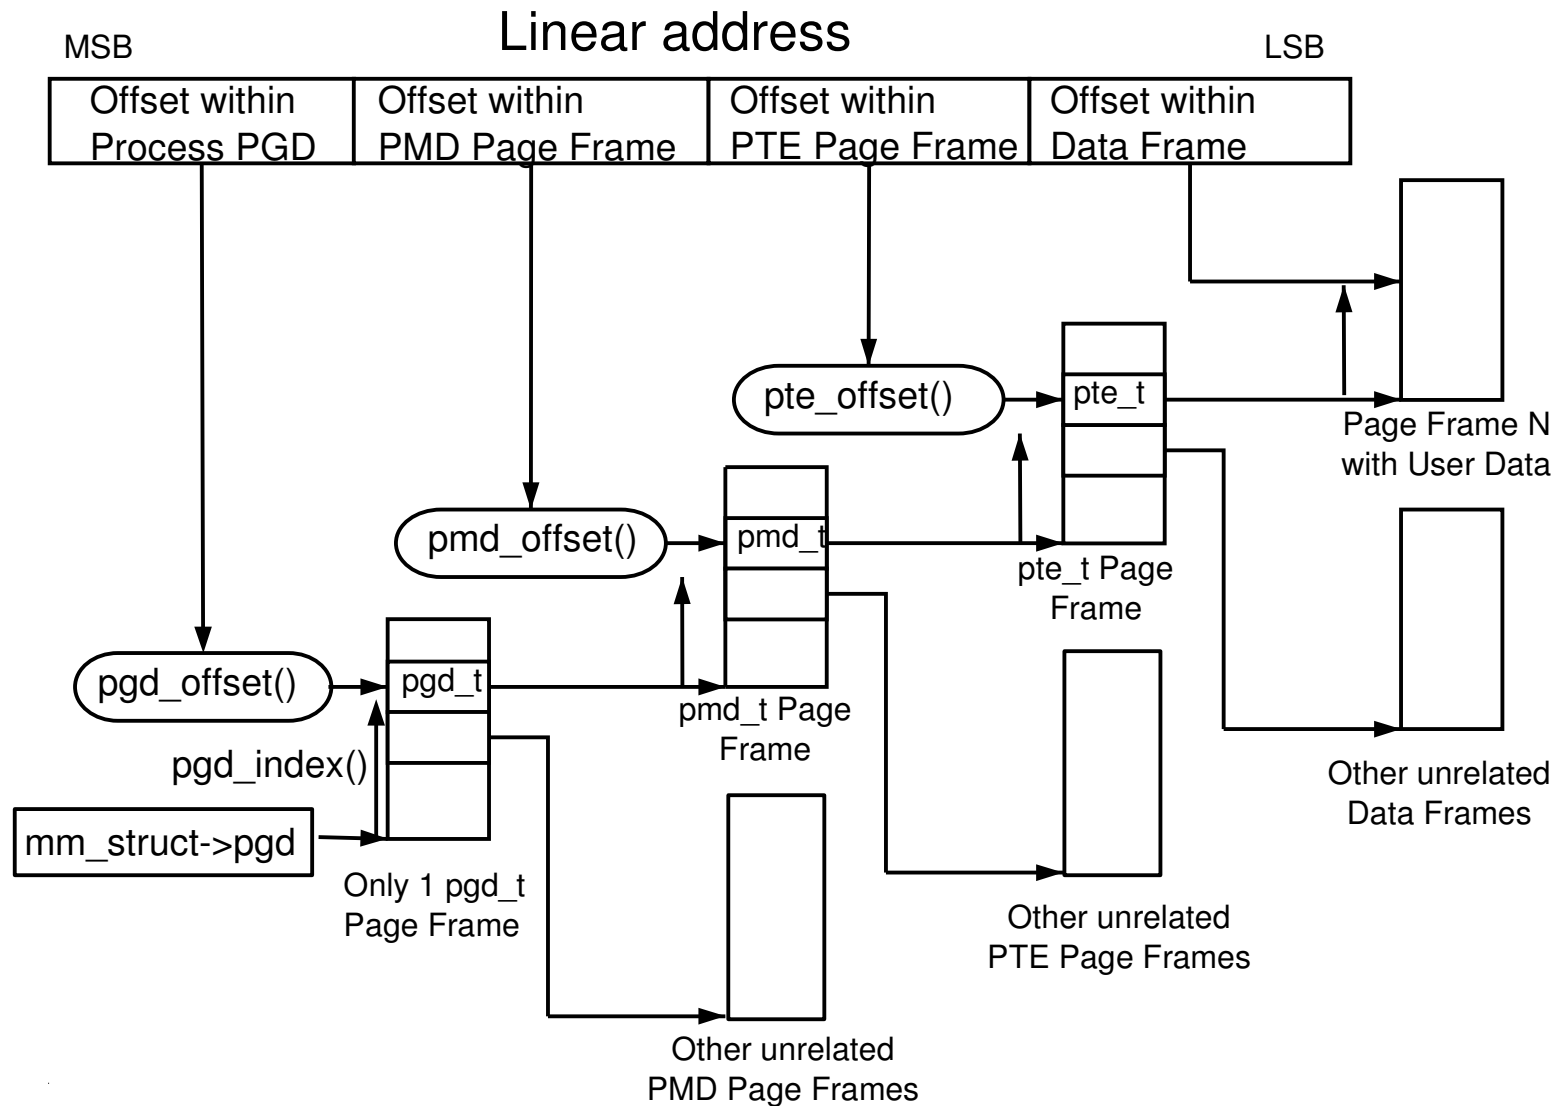 Linear address
MSB
LSB
Offset within
Process PGD
Offset within
PMD Page Frame
Offset within
PTE Page Frame
Offset within
Data Frame
pte_offset()
pte_t
Page Frame N
with User Data
pmd_offset()
pmd_t
pte_t Page
Frame
pgd_offset()
pgd_t
pmd_t Page
Frame
pgd_index()
mm_struct->pgd
Only 1 pgd_t
Page Frame
Other unrelated
Data Frames
Other unrelated
PTE Page Frames
Other unrelated
PMD Page Frames